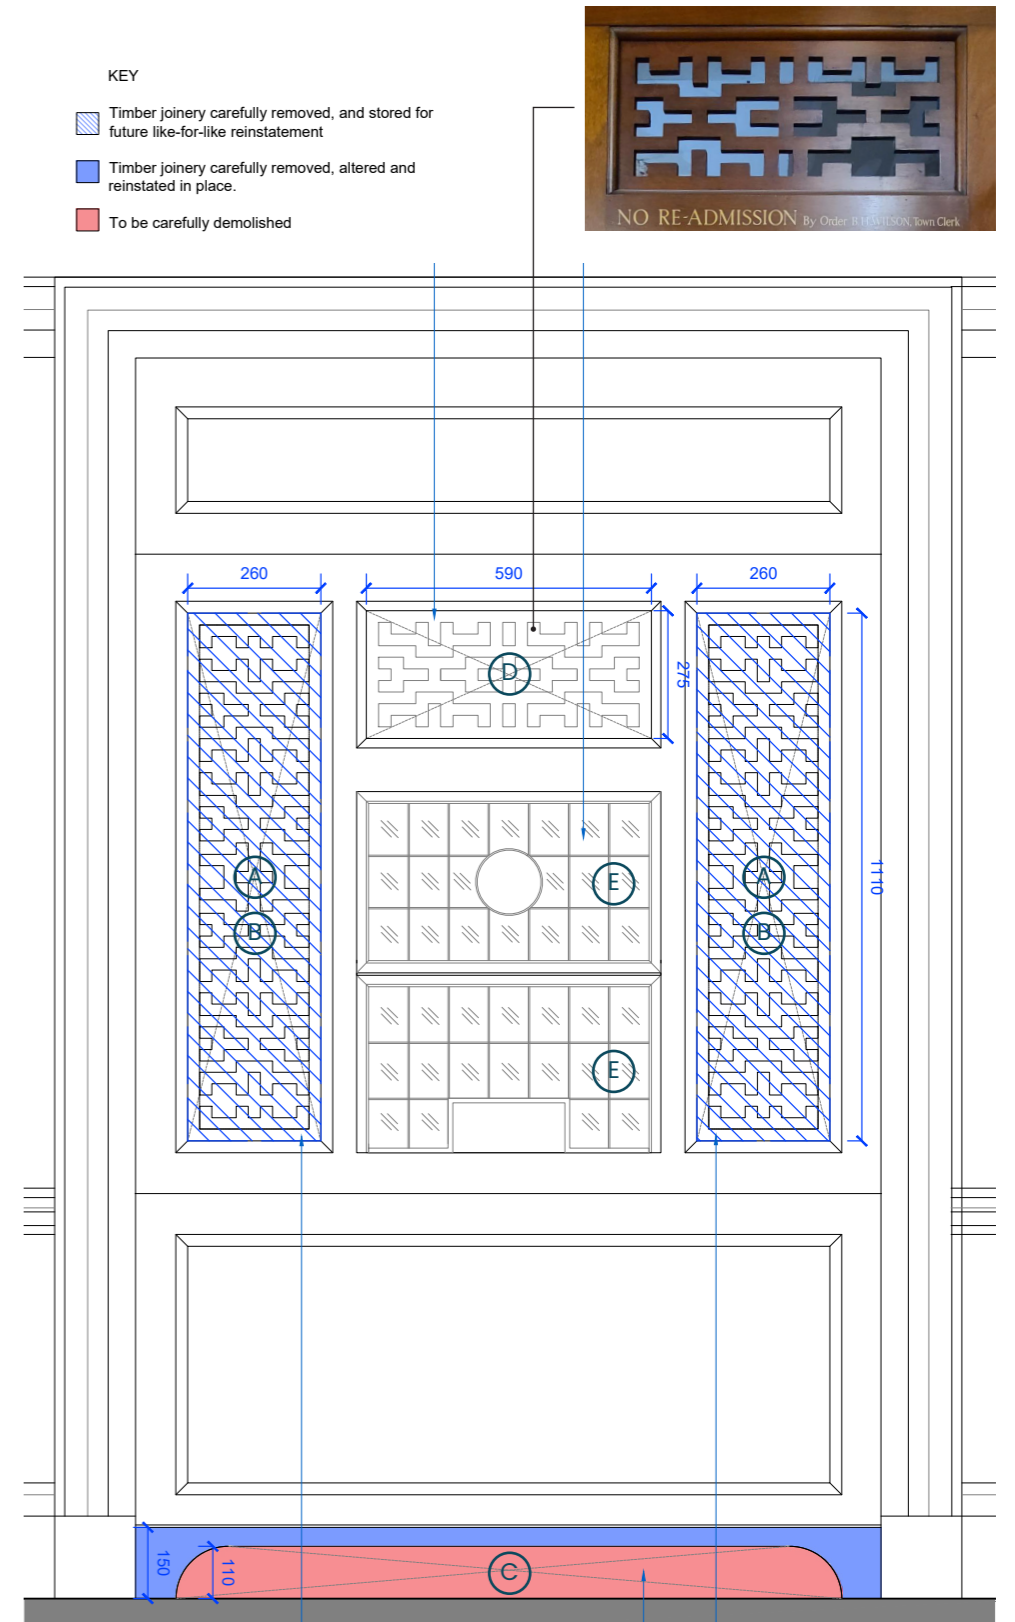 KEY
Timber joinery carefully removed, and stored for
future like-for-like reinstatement
Timber joinery carefully removed, altered and
reinstated in place.
To be carefully demolished
NO RE-ADMISSION By Order B.H.WILSON, Town Clerk
260
590
260
D
275
E
A
A
1110
B
B
E
150
110
C